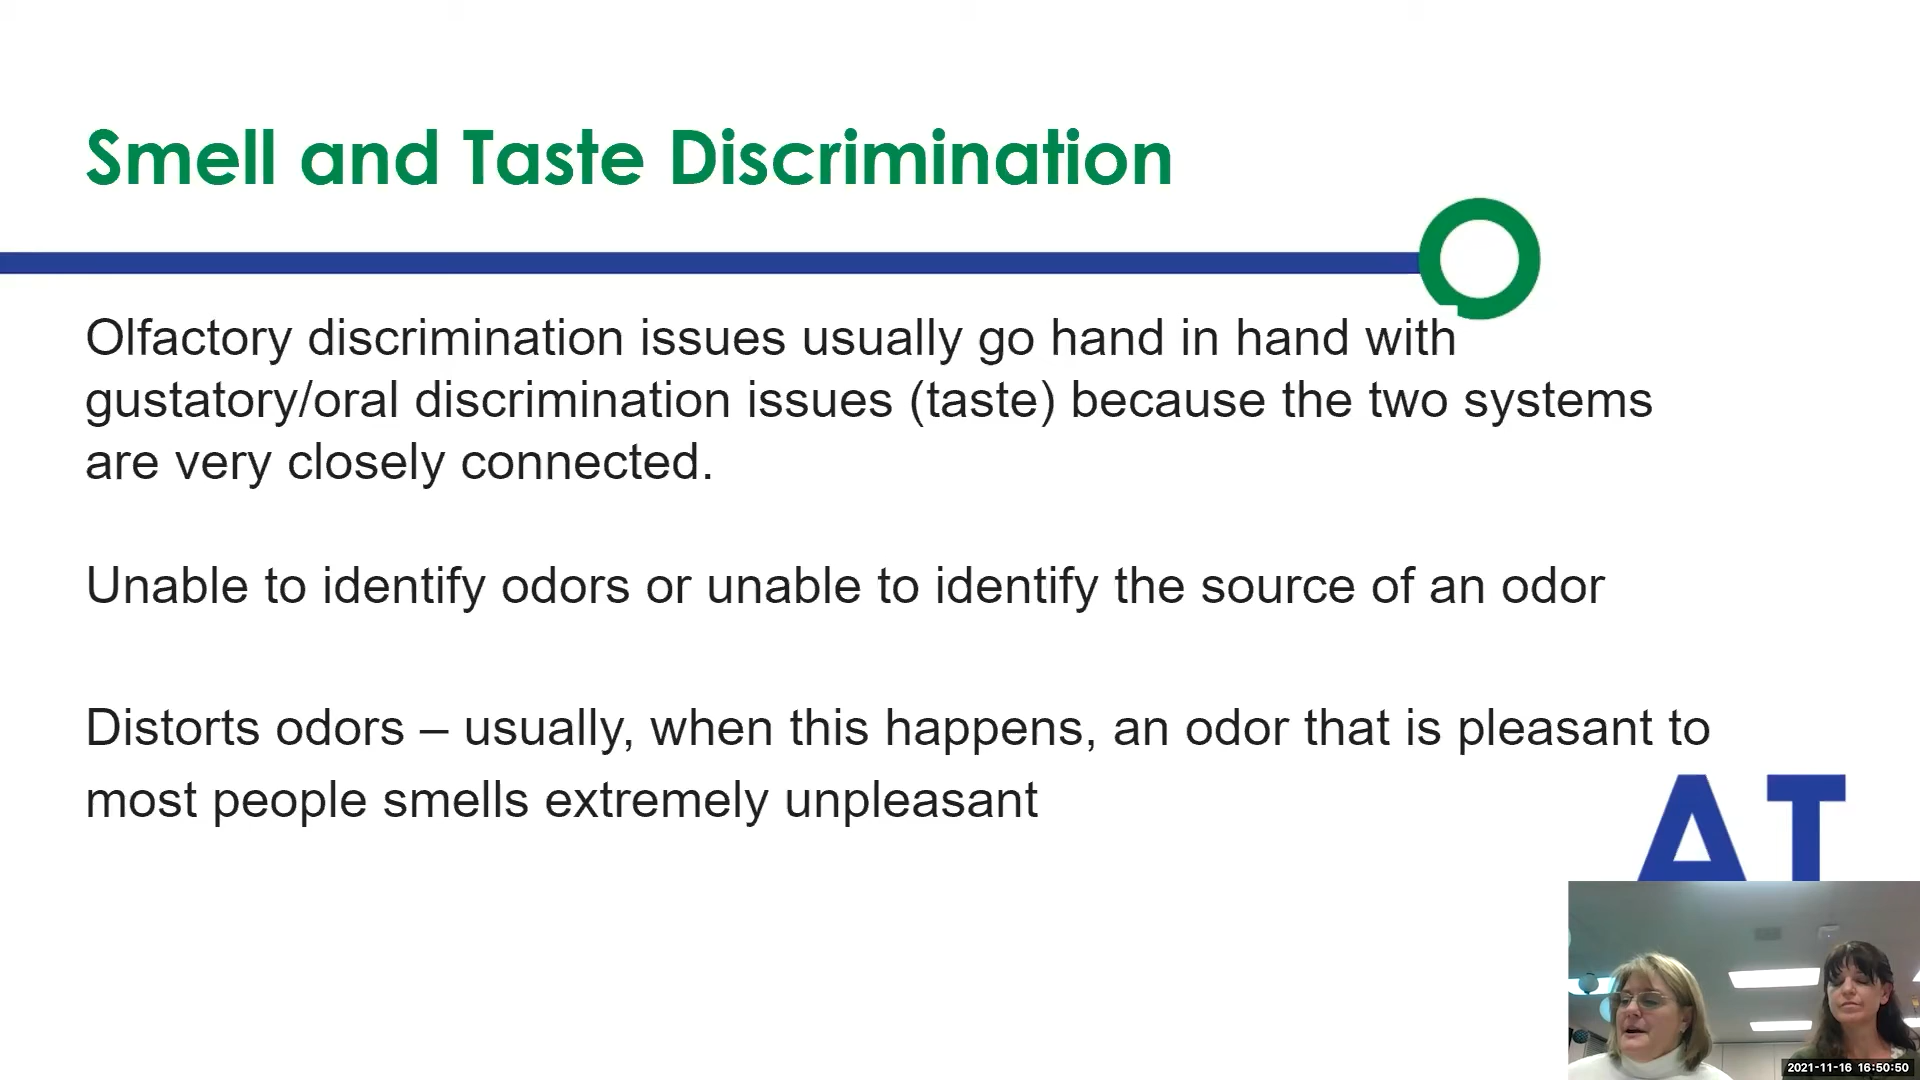 Smell and Taste Discrimination
Olfactory discrimination issues usually go hand in hand with
gustatory/oral discrimination issues (taste) because the two systems
are very closely connected.
Unable to identify odors or unable to identify the source of an odor
Distorts odors – usually, when this happens, an odor that is pleasant to
most people smells extremely unpleasant
AT
2021-11-16 16:50:50